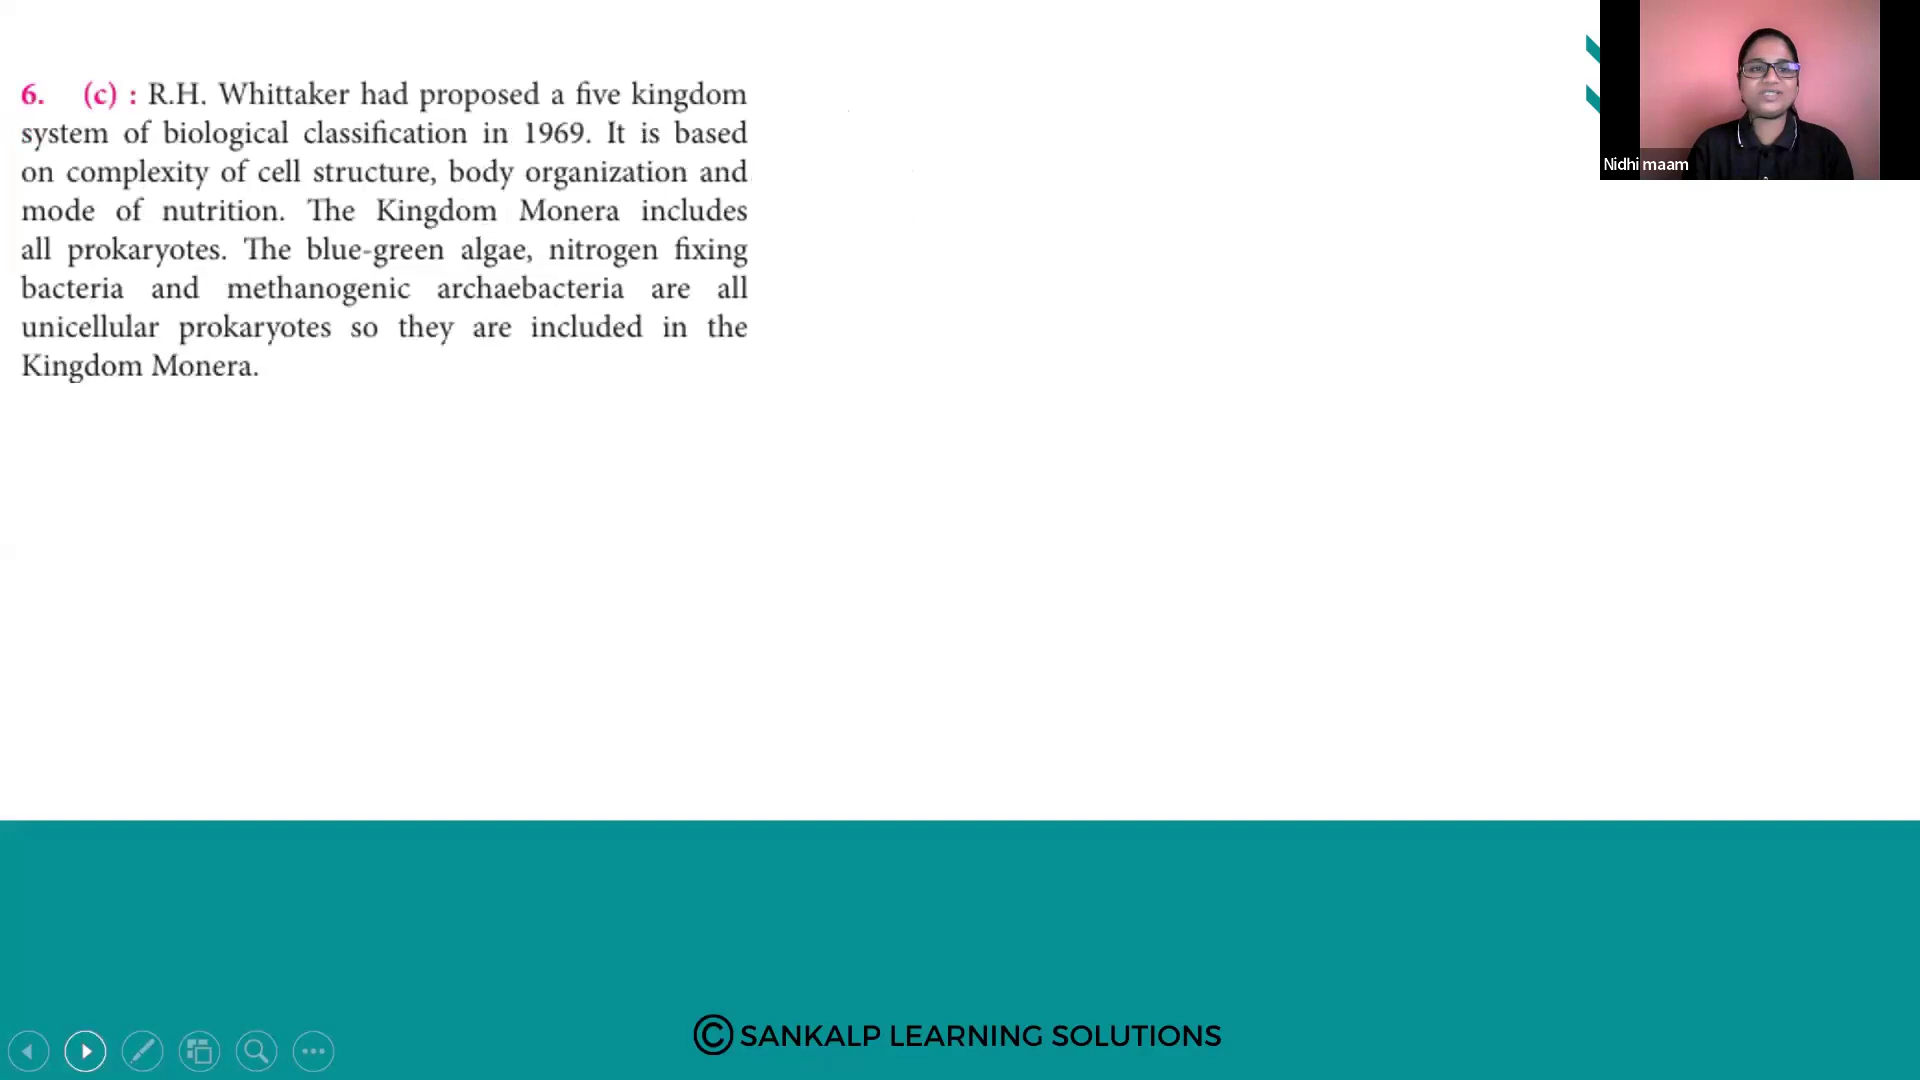 6. (c) : R.H. Whittaker had proposed a five kingdom
system of biological classification in 1969. It is based
on complexity of cell structure, body organization and
mode of nutrition. The Kingdom Monera includes
all prokaryotes. The blue-green algae, nitrogen fixing
bacteria and methanogenic archaebacteria are all
unicellular prokaryotes so they are included in the
Kingdom Monera.
Nidhi maam
© SANKALP LEARNING SOLUTIONS